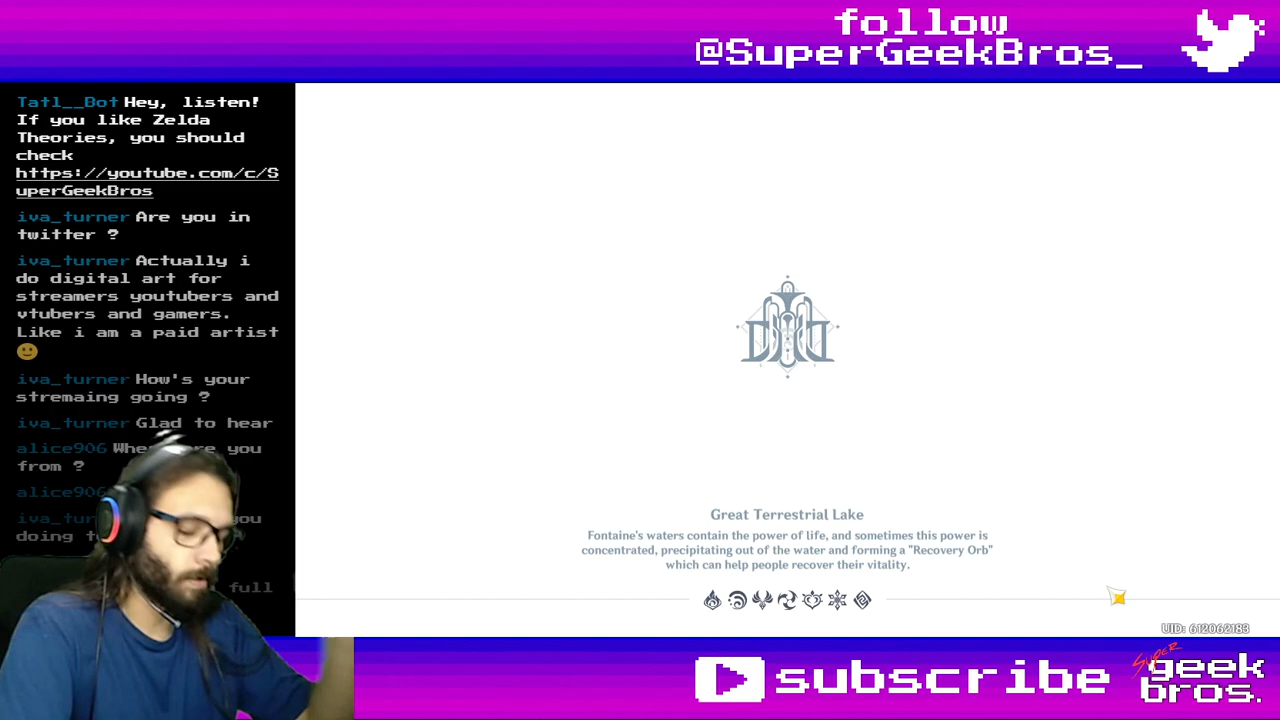 follow
@SuperGeekBros_
Tatl__Bot Hey, listen!
If you like Zelda
Theories, you should
check
https://youtube.com/c/S
uperGeekBros
iva_turner Are you in
twitter ?
iva_turner Actually i
do digital art for
streamers youtubers and
vtubers and gamers.
Like i am a paid artist
iva_turner How's your
stremaing going ?
iva_turner Glad to hear
alice906 you
from ?
alice906
you
doing
full
Great Terrestrial Lake
Fontaine's waters contain the power of life, and sometimes this power is
concentrated, precipitating out of the water and forming a "Recovery Orb"
which can help people recover their vitality.
UID: 612062183
subscribe
super
geek
bros.